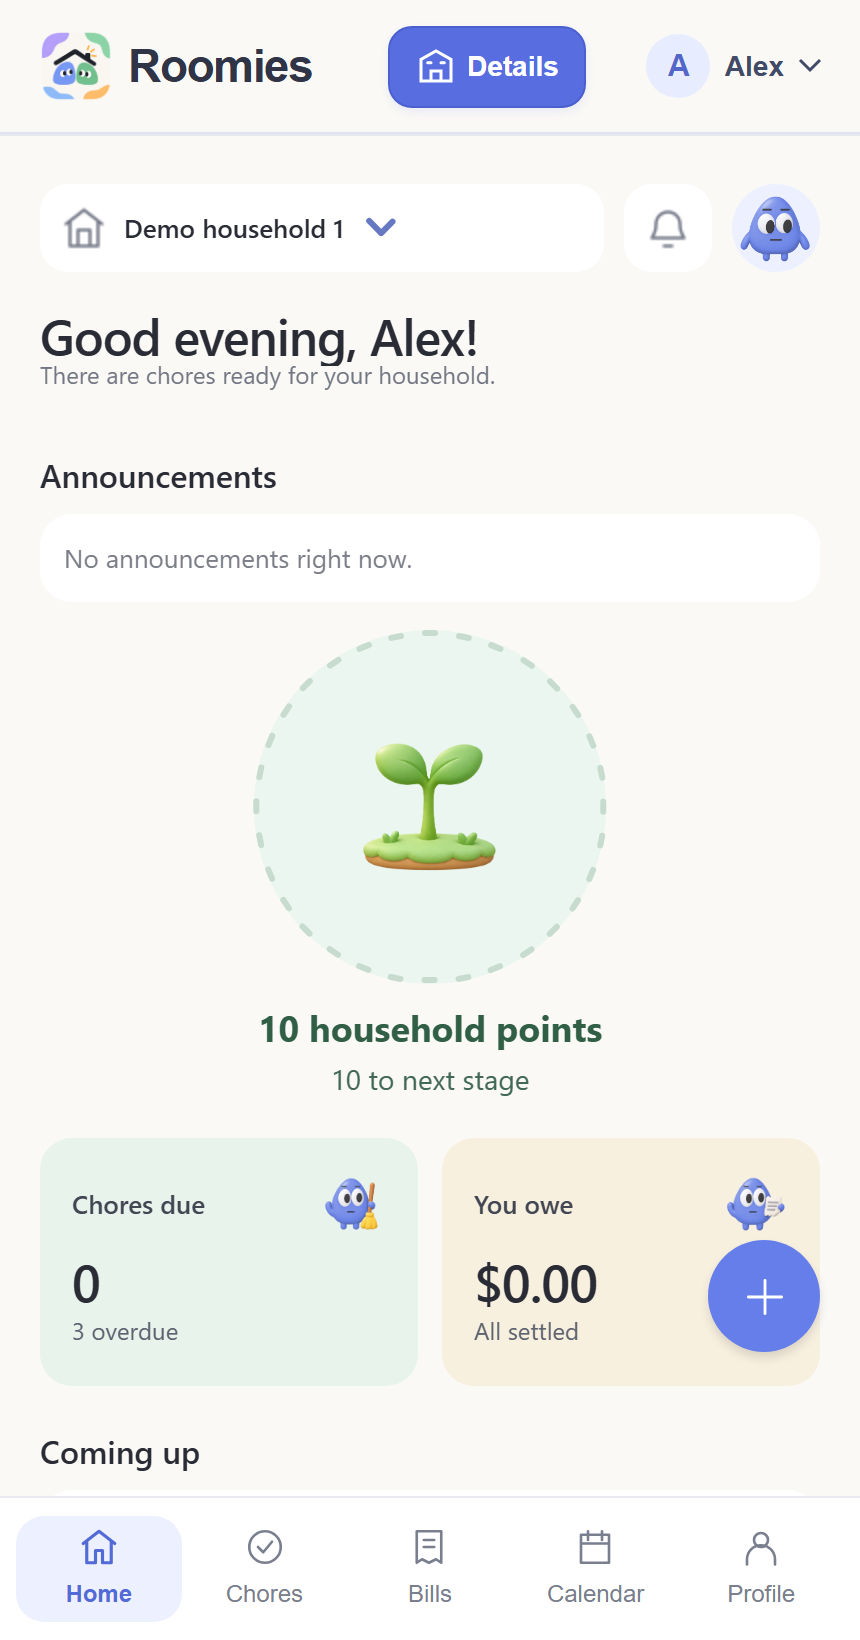 Roomies
Details
A
Alex
Demo household 1
Good evening, Alex!
There are chores ready for your household.
Announcements
No announcements right now.
10 household points
10 to next stage
Chores due
0
3 overdue
You owe
$0.00
All settled
Coming up
Home
Chores
Bills
Calendar
Profile